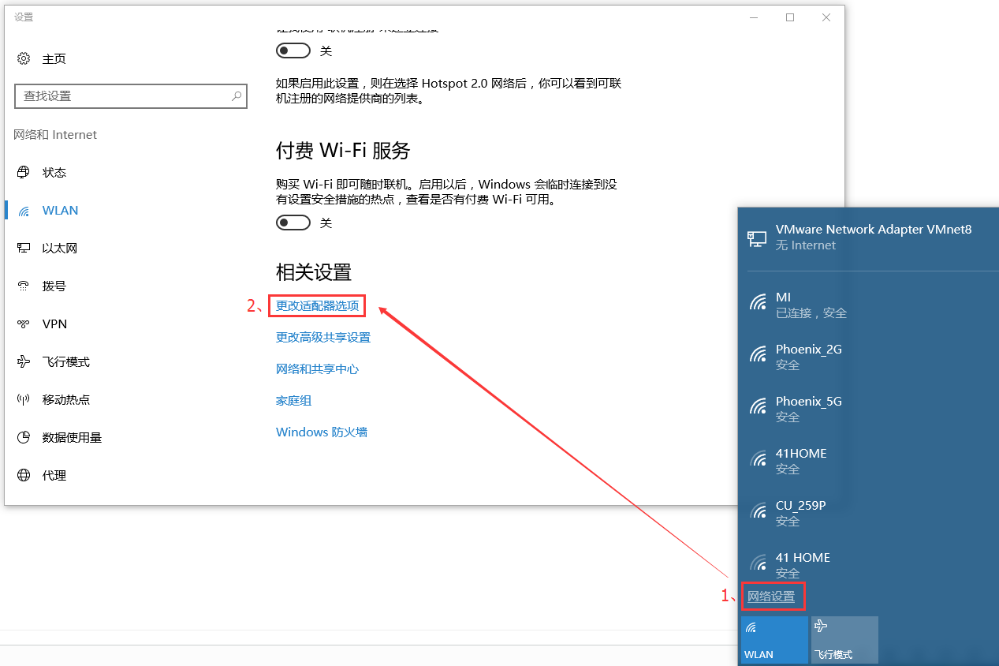 设置
主页
查找设置
网络和 Internet
状态
WLAN
以太网
拨号
VPN
飞行模式
移动热点
数据使用量
代理
关
如果启用此设置，则在选择 Hotspot 2.0 网络后，你可以看到可联
机注册的网络提供商的列表。
付费 Wi-Fi 服务
购买 Wi-Fi 即可随时联机。启用以后，Windows 会临时连接到没
有设置安全措施的热点，查看是否有付费 Wi-Fi 可用。
关
相关设置
2、更改适配器选项
更改高级共享设置
网络和共享中心
家庭组
Windows 防火墙
VMware Network Adapter VMnet8
无 Internet
MI
已连接，安全
Phoenix_2G
安全
Phoenix_5G
安全
41HOME
安全
CU_259P
安全
41 HOME
安全
1、网络设置
WLAN
飞行模式